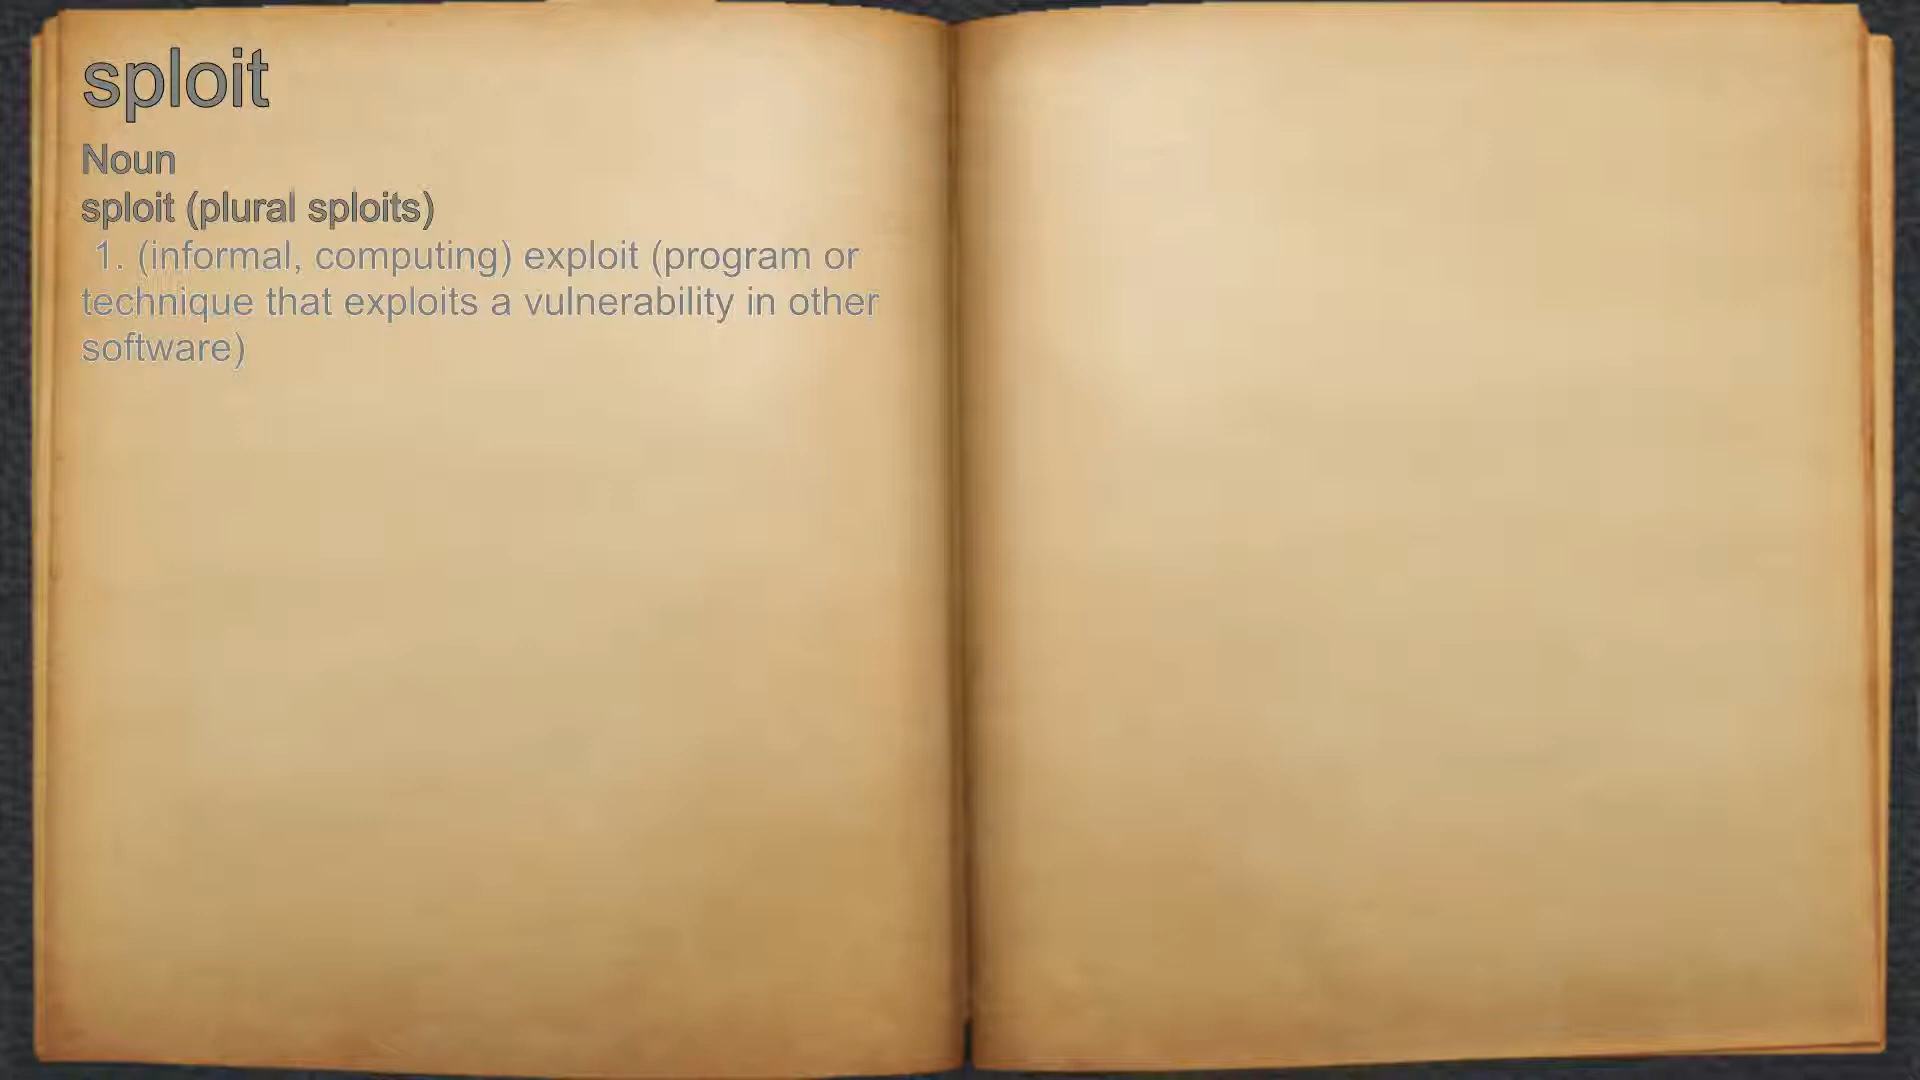 sploit
Noun
sploit (plural sploits)
1. (informal, computing) exploit (program or
technique that exploits a vulnerability in other
software)